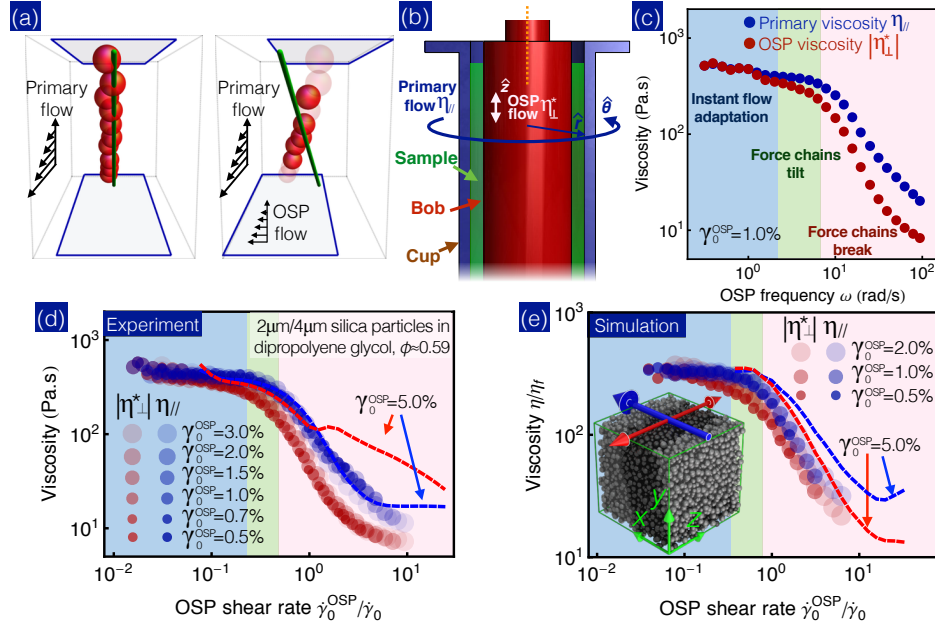 (a)
Primary
flow
Primary
flow
OSP
flow
(b)
Primary
flow η//
ẑ
OSP η*⊥
flow
r̂
θ̂
Sample
Bob
Cup
(c)
Primary viscosity η//
OSP viscosity |η*⊥|
Viscosity (Pa.s)
10³
10²
10¹
Instant flow
adaptation
Force chains
tilt
Force chains
break
γ₀ᴼˢᴾ=1.0%
10⁰
10¹
10²
OSP frequency ω (rad/s)
(d)
Experiment
2μm/4μm silica particles in
dipropolyene glycol, ϕ≈0.59
Viscosity (Pa.s)
10³
10²
10¹
|η*⊥| η//
γ₀ᴼˢᴾ=3.0%
γ₀ᴼˢᴾ=2.0%
γ₀ᴼˢᴾ=1.5%
γ₀ᴼˢᴾ=1.0%
γ₀ᴼˢᴾ=0.7%
γ₀ᴼˢᴾ=0.5%
γ₀ᴼˢᴾ=5.0%
10⁻²
10⁻¹
10⁰
10¹
OSP shear rate γ̇₀ᴼˢᴾ/γ̇₀
(e)
Simulation
Viscosity η/ηf
10³
10²
10¹
|η*⊥| η//
γ₀ᴼˢᴾ=2.0%
γ₀ᴼˢᴾ=1.0%
γ₀ᴼˢᴾ=0.5%
γ₀ᴼˢᴾ=5.0%
x
y
z
10⁻²
10⁻¹
10⁰
10¹
OSP shear rate γ̇₀ᴼˢᴾ/γ̇₀